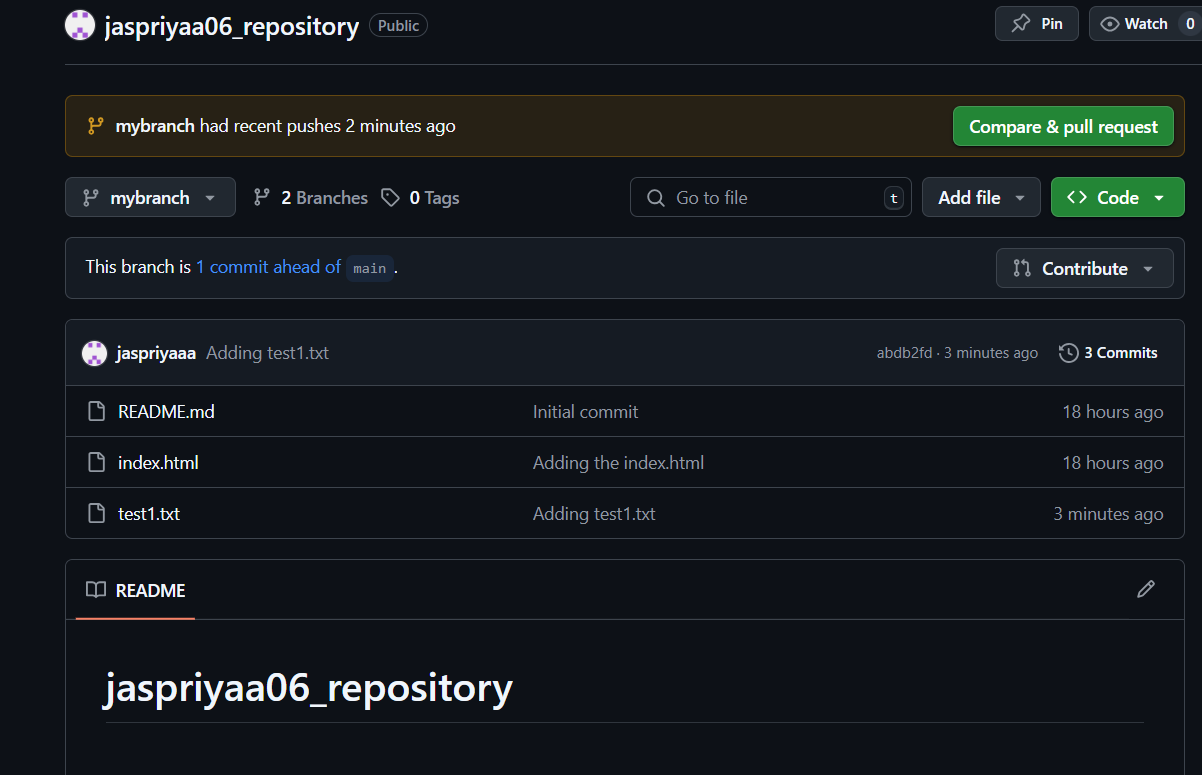 jaspriyaa06_repository Public Pin Watch 0
mybranch had recent pushes 2 minutes ago Compare & pull request
mybranch 2 Branches 0 Tags Go to file t Add file Code
This branch is 1 commit ahead of main .
Contribute
jaspriyaaa Adding test1.txt abdb2fd · 3 minutes ago 3 Commits
README.md Initial commit 18 hours ago
index.html Adding the index.html 18 hours ago
test1.txt Adding test1.txt 3 minutes ago
README
jaspriyaa06_repository